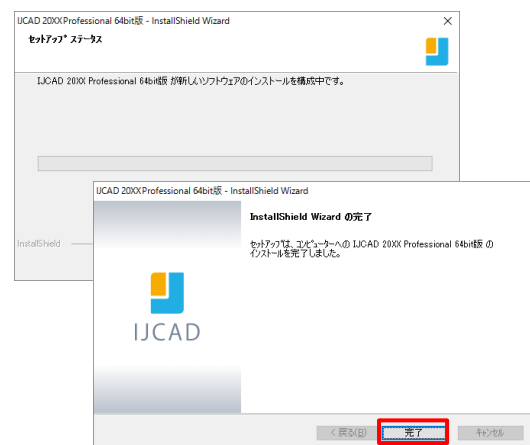 IJCAD 20XX Professional 64bit版 - InstallShield Wizard
セットアップ ステータス
IJCAD 20XX Professional 64bit版 が新しいソフトウェアのインストールを構成中です。
InstallShield
IJCAD 20XX Professional 64bit版 - InstallShield Wizard
InstallShield Wizard の完了
セットアップは、コンピューターへの IJCAD 20XX Professional 64bit版 の
インストールを完了しました。
IJCAD
< 戻る(B)
完了
キャンセル